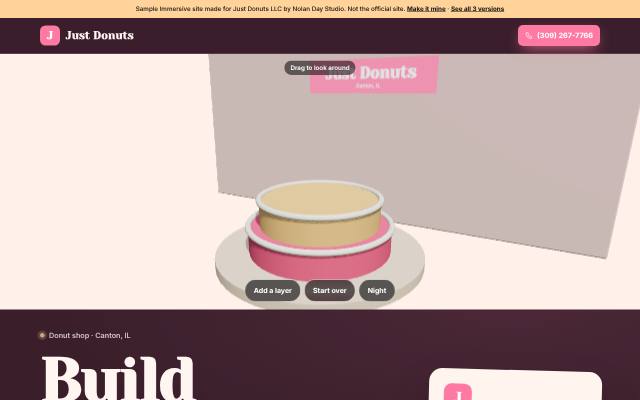 Sample Immersive site made for Just Donuts LLC by Nolan Day Studio. Not the official site. Make it mine · See all 3 versions
J Just Donuts
(309) 267-7766
Drag to look around
Just Donuts
Canton, IL
Add a layer
Start over
Night
Donut shop · Canton, IL
Build
J